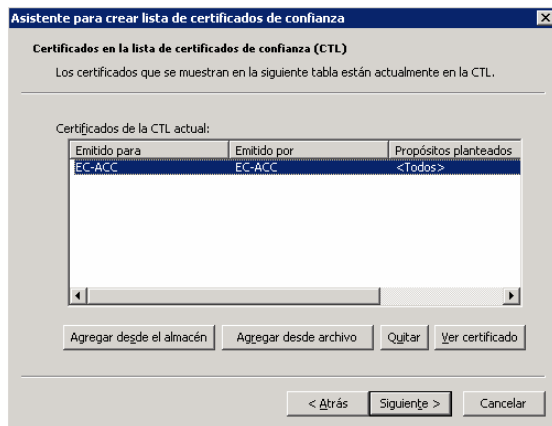 Asistente para crear lista de certificados de confianza
Certificados en la lista de certificados de confianza (CTL)
Los certificados que se muestran en la siguiente tabla están actualmente en la CTL.
Certificados de la CTL actual:
Emitido para Emitido por Propósitos planteados
EC-ACC EC-ACC <Todos>
Agregar desde el almacén Agregar desde archivo Quitar Ver certificado
< Atrás Siguiente > Cancelar